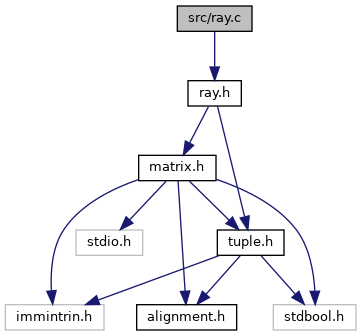 src/ray.c
ray.h
matrix.h
stdio.h
tuple.h
immintrin.h
alignment.h
stdbool.h